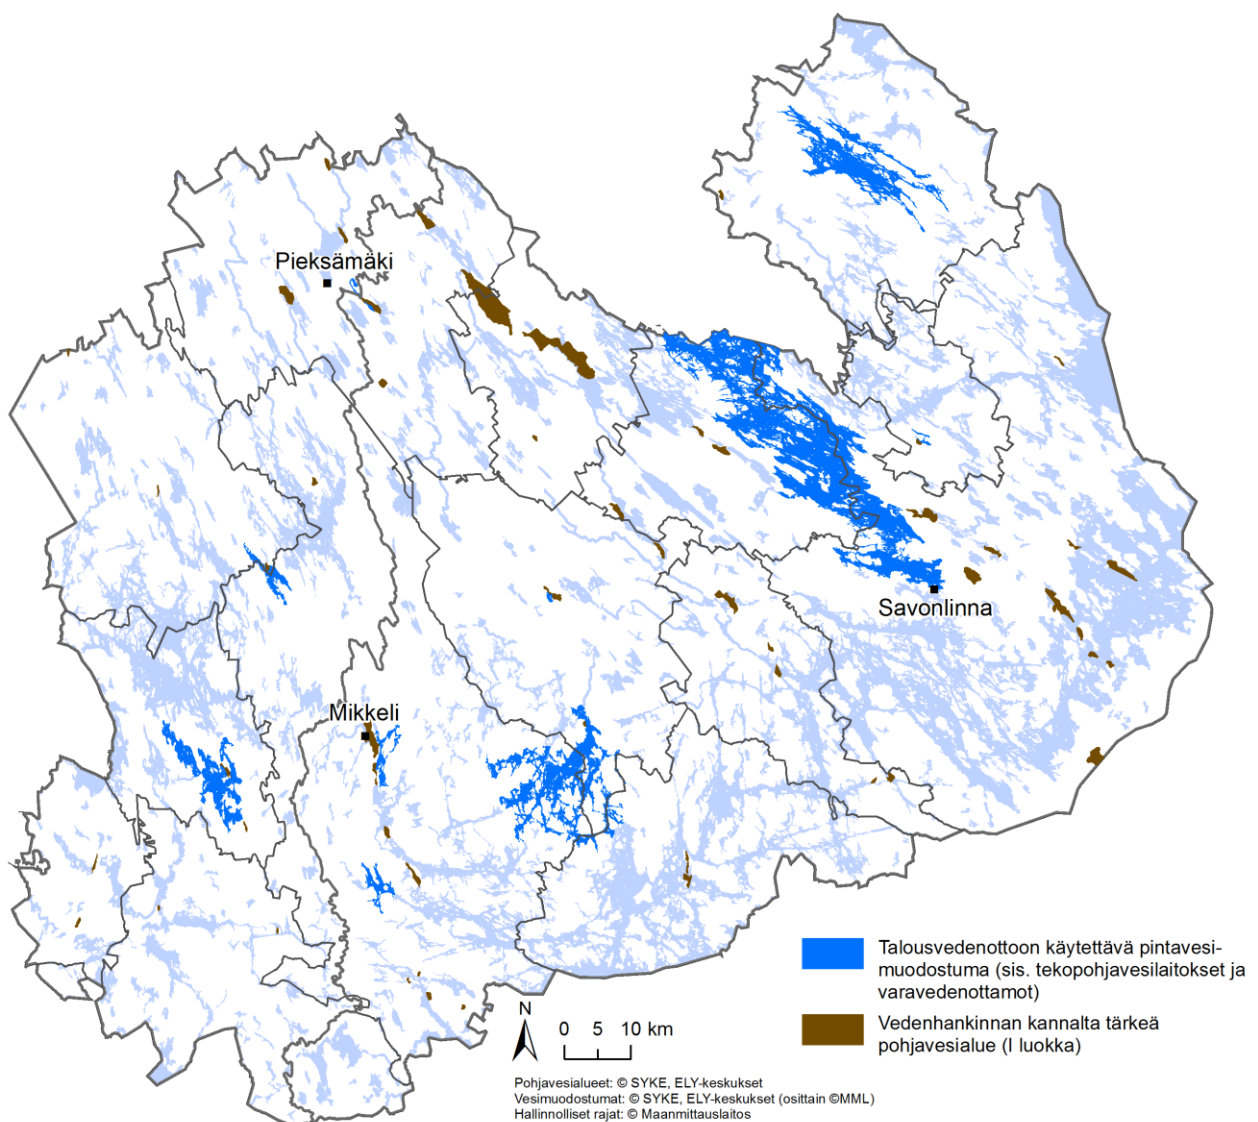 Pieksämäki
Savonlinna
Mikkeli
Talousvedenottoon käytettävä pintavesi-
muodostuma (sis. tekopohjavesilaitokset ja
varavedenottamot)
N
0 5 10 km
Vedenhankinnan kannalta tärkeä
pohjavesialue (I luokka)
Pohjavesialueet: © SYKE, ELY-keskukset
Vesimuodostumat: © SYKE, ELY-keskukset (osittain ©MML)
Hallinnolliset rajat: © Maanmittauslaitos